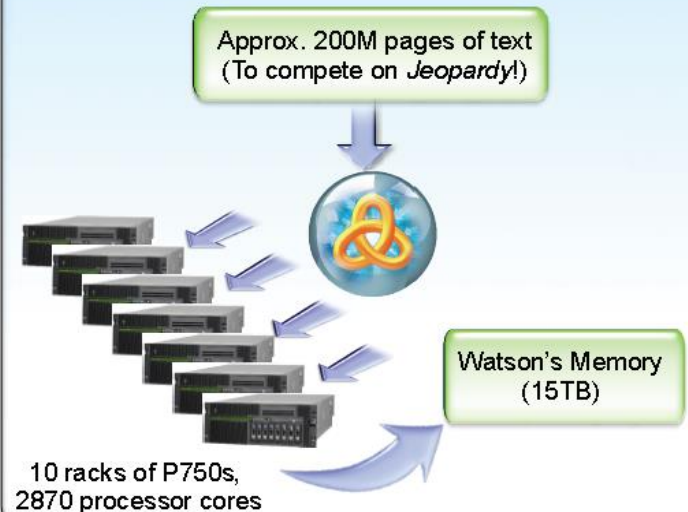 Approx. 200M pages of text
(To compete on Jeopardy!)
Watson's Memory
(15TB)
10 racks of P750s,
2870 processor cores